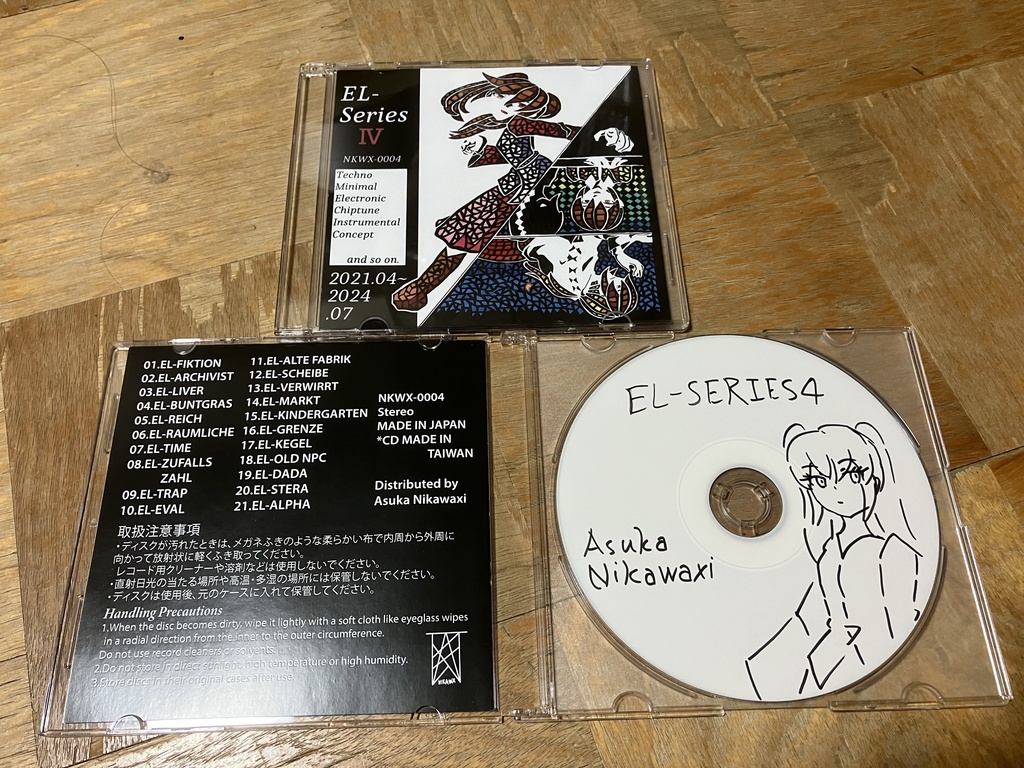 EL-
Series
IV
NKWX-0004
Techno
Minimal
Electronic
Chiptune
Instrumental
Concept
and so on.
2021.04~
2024
.07
01.EL-FIKTION
02.EL-ARCHIVIST
03.EL-LIVER
04.EL-BUNTGRAS
05.EL-REICH
06.EL-RAUMLICHE
07.EL-TIME
08.EL-ZUFALLS
ZAHL
09.EL-TRAP
10.EL-EVAL
11.EL-ALTE FABRIK
12.EL-SCHEIBE
13.EL-VERWIRRT
14.EL-MARKT
15.EL-KINDERGARTEN
16.EL-GRENZE
17.EL-KEGEL
18.EL-OLD NPC
19.EL-DADA
20.EL-STERA
21.EL-ALPHA
NKWX-0004
Stereo
MADE IN JAPAN
*CD MADE IN
TAIWAN
Distributed by
Asuka Nikawaxi
取扱注意事項
・ディスクが汚れたときは、メガネふきのような柔らかい布で内周から外周に
向かって放射状に軽くふき取ってください。
レコード用クリーナーや溶剤などは使用しないでください。
・直射日光の当たる場所や高温・多湿の場所には保管しないでください。
・ディスクは使用後、元のケースに入れて保管してください。
Handling Precautions
1.When the disc becomes dirty, wipe it lightly with a soft cloth like eyeglass wipes
in a radial direction from the inner to the outer circumference.
Do not use record cleaners or solvents.
2.Do not store in direct sunlight, high temperature or high humidity.
3.Store discs in their original cases after use.
NIKAWAXI
EL-SERIES4
Asuka
Nikawaxi